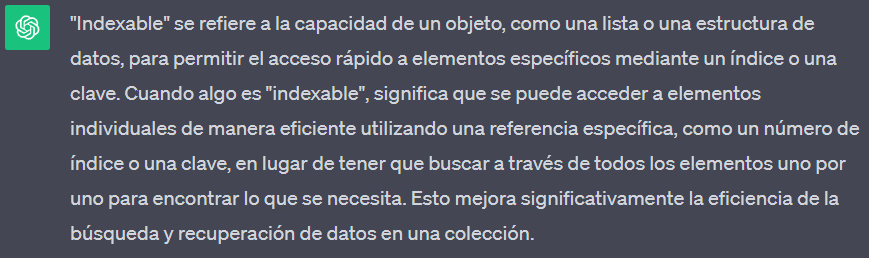 "Indexable" se refiere a la capacidad de un objeto, como una lista o una estructura de
datos, para permitir el acceso rápido a elementos específicos mediante un índice o una
clave. Cuando algo es "indexable", significa que se puede acceder a elementos
individuales de manera eficiente utilizando una referencia específica, como un número de
índice o una clave, en lugar de tener que buscar a través de todos los elementos uno por
uno para encontrar lo que se necesita. Esto mejora significativamente la eficiencia de la
búsqueda y recuperación de datos en una colección.